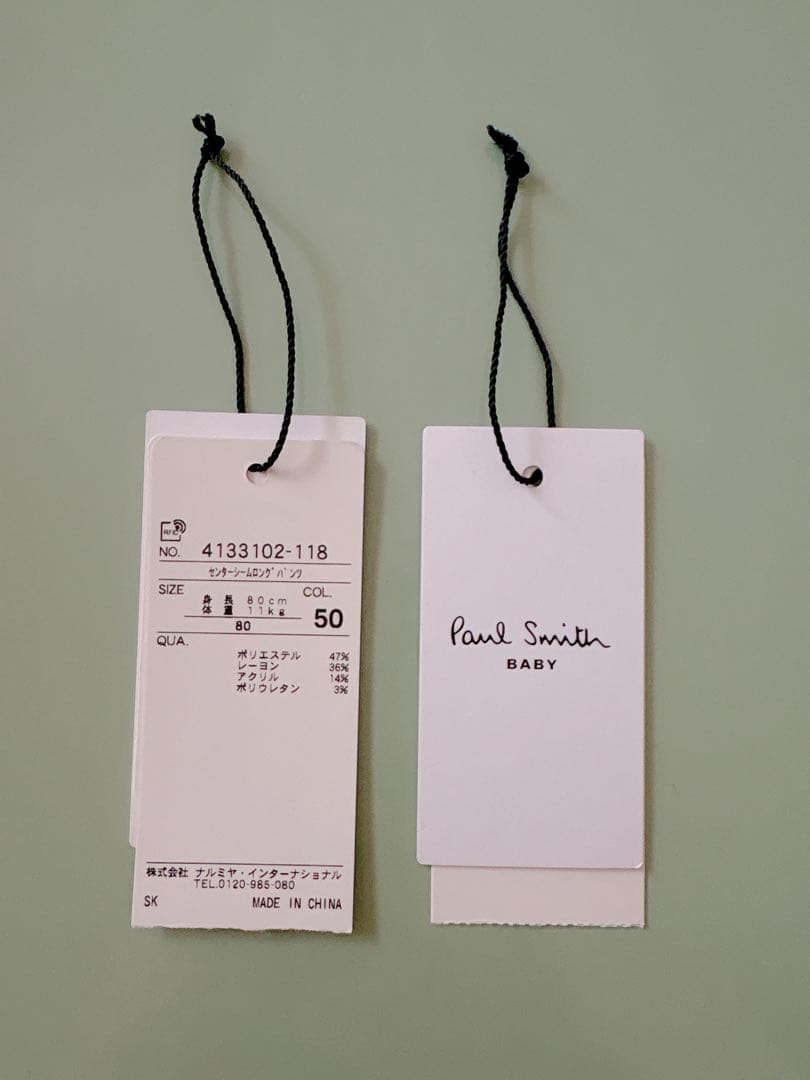 RFID
NO. 4133102-118
センターシームロングパンツ
SIZE
COL.
身 長 80cm
体 重 11kg
50
80
QUA.
ポリエステル 47%
レーヨン 36%
アクリル 14%
ポリウレタン 3%
株式会社 ナルミヤ・インターナショナル
TEL.0120-985-080
SK MADE IN CHINA
Paul Smith
BABY